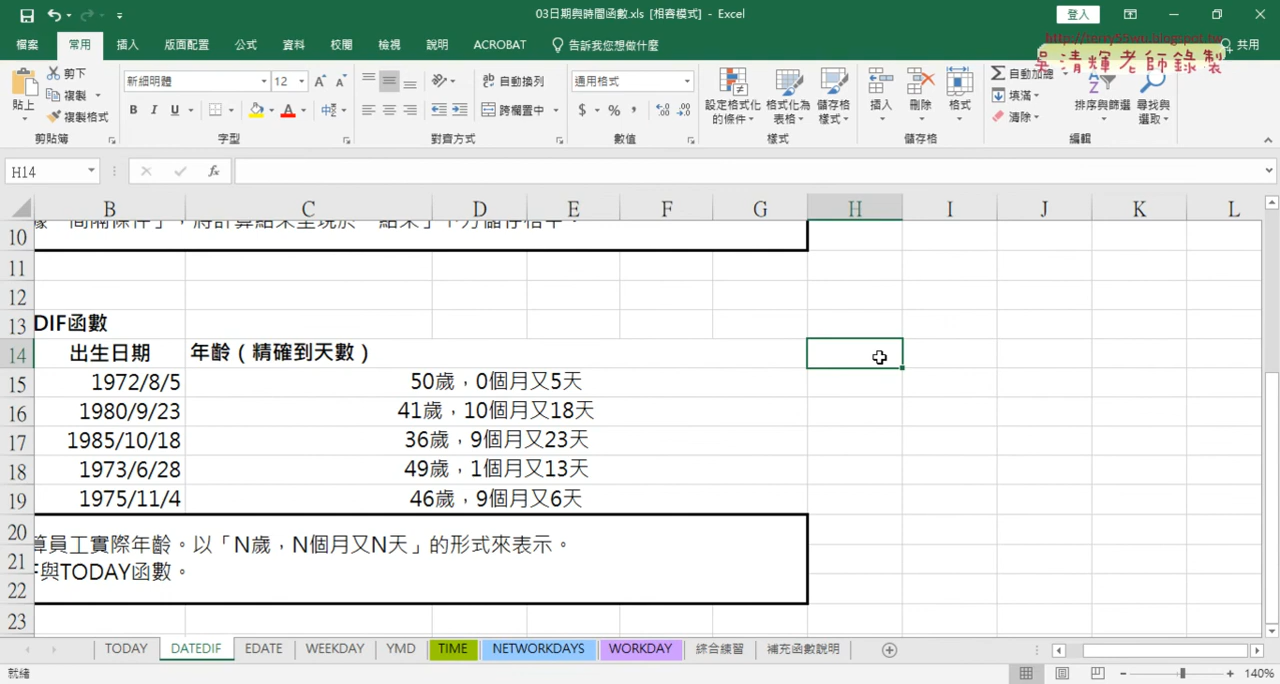 03日期與時間函數.xls [相容模式] - Excel
登入
http://terry55wu.blogspot.tw
吳清輝老師錄製
檔案 常用 插入 版面配置 公式 資料 校閱 檢視 說明 ACROBAT 告訴我您想做什麼 共用
貼上 剪下 複製 複製格式 剪貼簿
新細明體 12 B I U 字型
自動換列 跨欄置中 對齊方式
通用格式 $ % 數值
設定格式化的條件 格式化為表格 儲存格樣式 樣式
插入 刪除 格式 儲存格
自動加總 填滿 清除 排序與篩選 尋找與選取 編輯
H14 fx
B C D E F G H I J K L
10
11
12
13 DIF函數
14 出生日期 年齡（精確到天數）
15 1972/8/5 50歲，0個月又5天
16 1980/9/23 41歲，10個月又18天
17 1985/10/18 36歲，9個月又23天
18 1973/6/28 49歲，1個月又13天
19 1975/11/4 46歲，9個月又6天
20
算員工實際年齡。以「N歲，N個月又N天」的形式來表示。
21
與TODAY函數。
22
23
TODAY DATEDIF EDATE WEEKDAY YMD TIME NETWORKDAYS WORKDAY 綜合練習 補充函數說明
就緒 140%